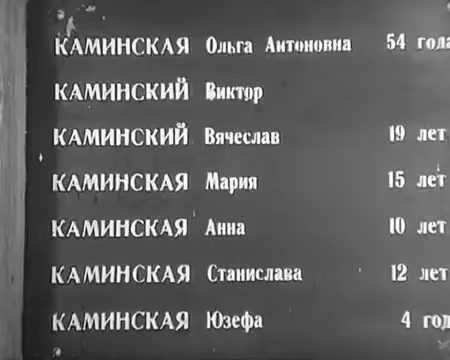 КАМИНСКАЯ Ольга Антоновна 54 года
КАМИНСКИЙ Виктор
КАМИНСКИЙ Вячеслав 19 лет
КАМИНСКАЯ Мария 15 лет
КАМИНСКАЯ Анна 10 лет
КАМИНСКАЯ Станислава 12 лет
КАМИНСКАЯ Юзефа 4 год